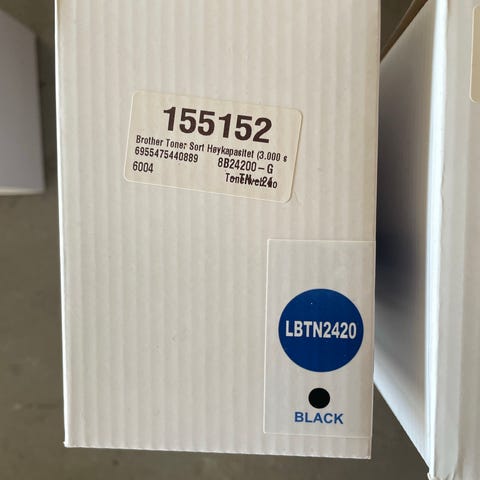 155152
Brother Toner Sort Høykapasitet (3.000 s
6955475440889 8B24200-G
6004
LBTN2420
BLACK